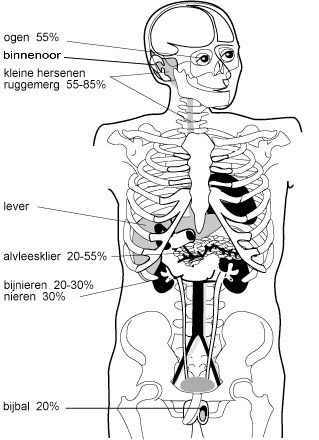 ogen 55%
binnenoor
kleine hersenen
ruggemerg 55-85%
lever
alvleesklier 20-55%
bijnieren 20-30%
nieren 30%
bijbal 20%